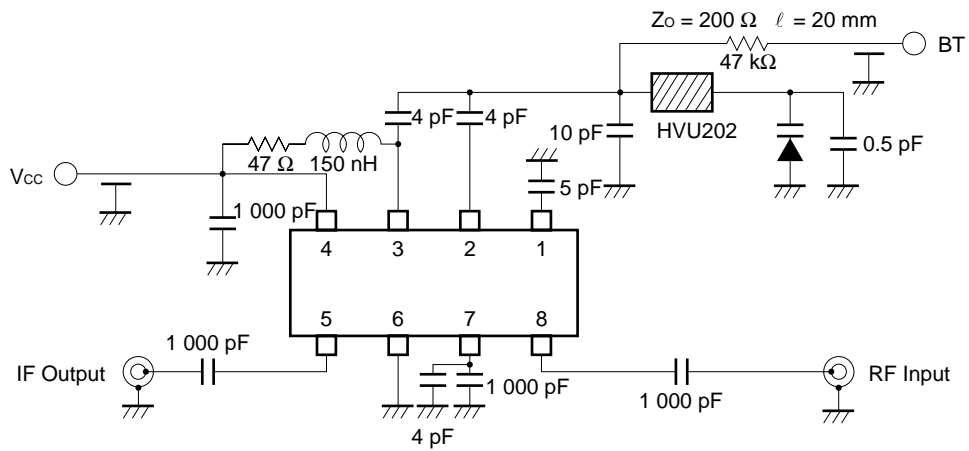 Zo = 200 Ω ℓ = 20 mm
BT
47 kΩ
4 pF
4 pF
10 pF
HVU202
0.5 pF
47 Ω
150 nH
Vcc
5 pF
1 000 pF
4
3
2
1
5
6
7
8
1 000 pF
IF Output
1 000 pF
RF Input
1 000 pF
4 pF